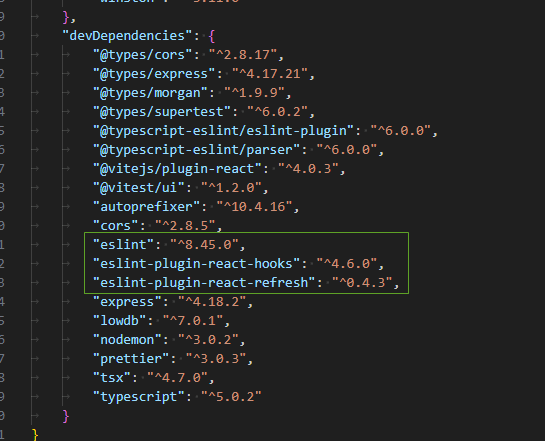 },
"devDependencies": {
"@types/cors": "^2.8.17",
"@types/express": "^4.17.21",
"@types/morgan": "^1.9.9",
"@types/supertest": "^6.0.2",
"@typescript-eslint/eslint-plugin": "^6.0.0",
"@typescript-eslint/parser": "^6.0.0",
"@vitejs/plugin-react": "^4.0.3",
"@vitest/ui": "^1.2.0",
"autoprefixer": "^10.4.16",
"cors": "^2.8.5",
"eslint": "^8.45.0",
"eslint-plugin-react-hooks": "^4.6.0",
"eslint-plugin-react-refresh": "^0.4.3",
"express": "^4.18.2",
"lowdb": "^7.0.1",
"nodemon": "^3.0.2",
"prettier": "^3.0.3",
"tsx": "^4.7.0",
"typescript": "^5.0.2"
}
}